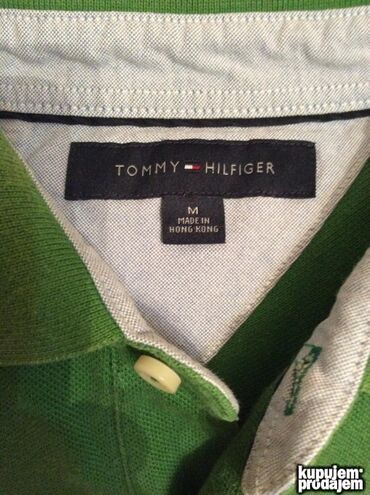 TOMMY HILFIGER
M
MADE IN
HONG KONG
kupujem
prodajem